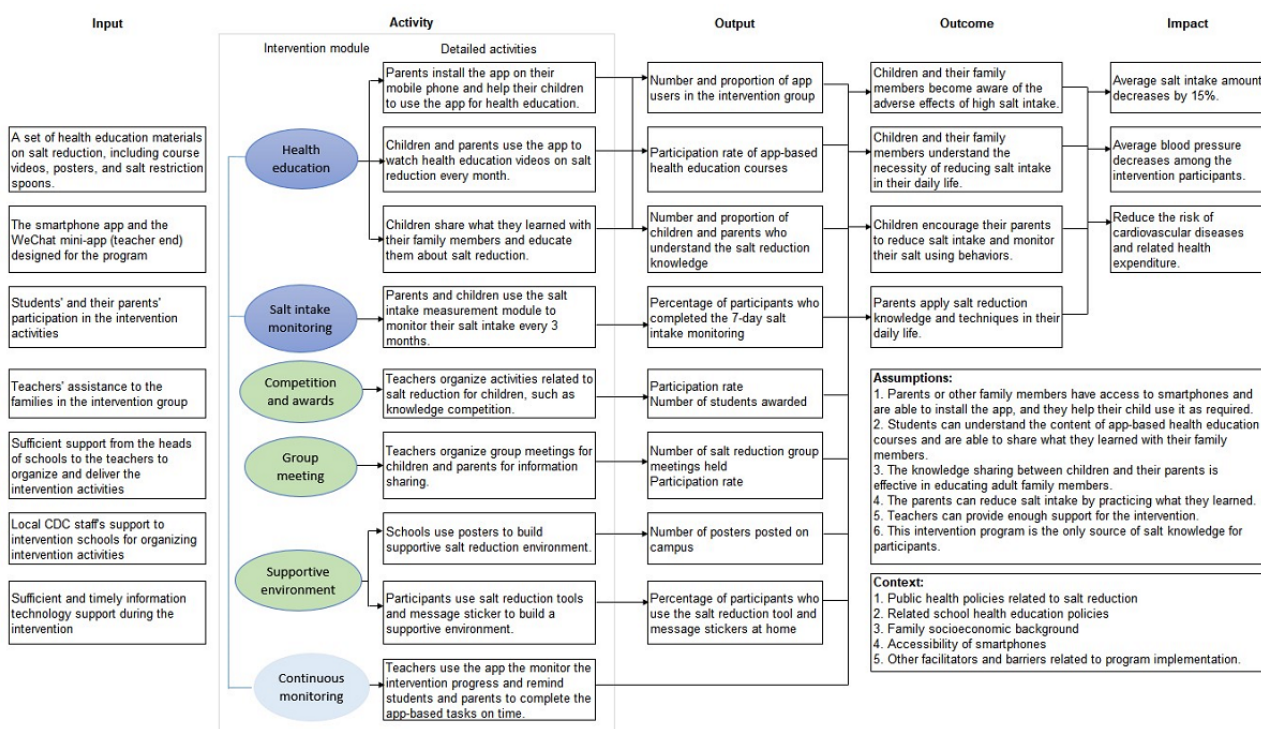 Input
Activity
Output
Outcome
Impact
Intervention module
Detailed activities
A set of health education materials
on salt reduction, including course
videos, posters, and salt restriction
spoons.
The smartphone app and the
WeChat mini-app (teacher end)
designed for the program
Students' and their parents'
participation in the intervention
activities
Teachers' assistance to the
families in the intervention group
Sufficient support from the heads
of schools to the teachers to
organize and deliver the
intervention activities
Local CDC staff's support to
intervention schools for organizing
intervention activities
Sufficient and timely information
technology support during the
intervention
Health
education
Salt intake
monitoring
Competition
and awards
Group
meeting
Supportive
environment
Continuous
monitoring
Parents install the app on their
mobile phone and help their children
to use the app for health education.
Children and parents use the app to
watch health education videos on salt
reduction every month.
Children share what they learned with
their family members and educate
them about salt reduction.
Parents and children use the salt
intake measurement module to
monitor their salt intake every 3
months.
Teachers organize activities related to
salt reduction for children, such as
knowledge competition.
Teachers organize group meetings for
children and parents for information
sharing.
Schools use posters to build
supportive salt reduction environment.
Participants use salt reduction tools
and message sticker to build a
supportive environment.
Teachers use the app the monitor the
intervention progress and remind
students and parents to complete the
app-based tasks on time.
Number and proportion of app
users in the intervention group
Participation rate of app-based
health education courses
Number and proportion of
children and parents who
understand the salt reduction
knowledge
Percentage of participants who
completed the 7-day salt
intake monitoring
Participation rate
Number of students awarded
Number of salt reduction group
meetings held
Participation rate
Number of posters posted on
campus
Percentage of participants who
use the salt reduction tool and
message stickers at home
Children and their family
members become aware of the
adverse effects of high salt intake.
Children and their family
members understand the
necessity of reducing salt intake
in their daily life.
Children encourage their parents
to reduce salt intake and monitor
their salt using behaviors.
Parents apply salt reduction
knowledge and techniques in their
daily life.
Average salt intake amount
decreases by 15%.
Average blood pressure
decreases among the
intervention participants.
Reduce the risk of
cardiovascular diseases
and related health
expenditure.
Assumptions:
1. Parents or other family members have access to smartphones and
are able to install the app, and they help their child use it as required.
2. Students can understand the content of app-based health education
courses and are able to share what they learned with their family
members.
3. The knowledge sharing between children and their parents is
effective in educating adult family members.
4. The parents can reduce salt intake by practicing what they learned.
5. Teachers can provide enough support for the intervention.
6. This intervention program is the only source of salt knowledge for
participants.
Context:
1. Public health policies related to salt reduction
2. Related school health education policies
3. Family socioeconomic background
4. Accessibility of smartphones
5. Other facilitators and barriers related to program implementation.